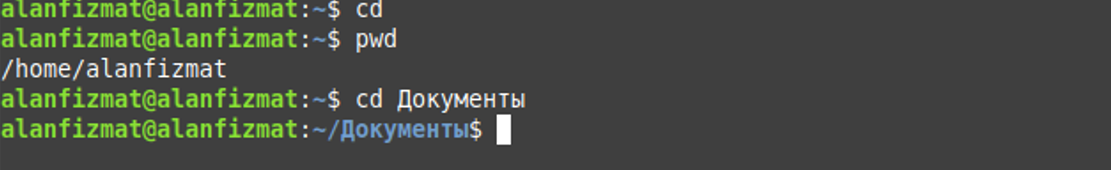 alanfizmat@alanfizmat:~$ cd
alanfizmat@alanfizmat:~$ pwd
/home/alanfizmat
alanfizmat@alanfizmat:~$ cd Документы
alanfizmat@alanfizmat:~/Документы$